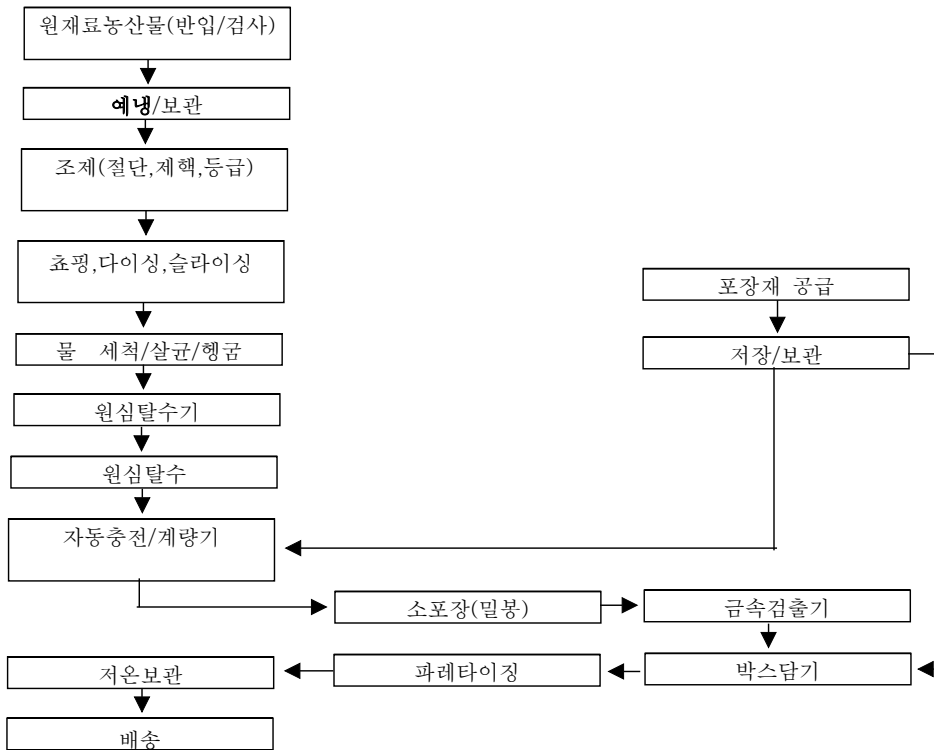 원재료농산물(반입/검사)
예냉/보관
조제(절단,제핵,등급)
쵸핑,다이싱,슬라이싱
포장재 공급
물 세척/살균/헹굼
저장/보관
원심탈수기
원심탈수
자동충전/계량기
소포장(밀봉)
금속검출기
저온보관
파레타이징
박스담기
배송